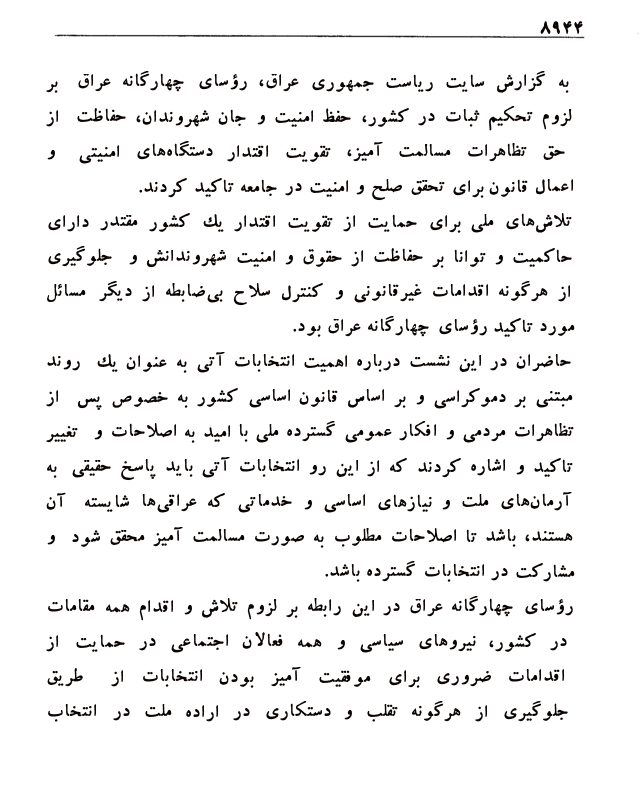 ۸۹۴۴
به گزارش سایت ریاست جمهوری عراق، رؤسای چهارگانه عراق بر
لزوم تحکیم ثبات در کشور، حفظ امنیت و جان شهروندان، حفاظت از
حق تظاهرات مسالمت آمیز، تقویت اقتدار دستگاه‌های امنیتی و
اعمال قانون برای تحقق صلح و امنیت در جامعه تاکید کردند.
تلاش‌های ملی برای حمایت از تقویت اقتدار یك کشور مقتدر دارای
حاکمیت و توانا بر حفاظت از حقوق و امنیت شهروندانش و جلوگیری
از هرگونه اقدامات غیرقانونی و کنترل سلاح بی‌ضابطه از دیگر مسائل
مورد تاکید رؤسای چهارگانه عراق بود.
حاضران در این نشست درباره اهمیت انتخابات آتی به عنوان یك روند
مبتنی بر دموکراسی و بر اساس قانون اساسی کشور به خصوص پس از
تظاهرات مردمی و افکار عمومی گسترده ملی با امید به اصلاحات و تغییر
تاکید و اشاره کردند که از این رو انتخابات آتی باید پاسخ حقیقی به
آرمان‌های ملت و نیازهای اساسی و خدماتی که عراقی‌ها شایسته آن
هستند، باشد تا اصلاحات مطلوب به صورت مسالمت آمیز محقق شود و
مشارکت در انتخابات گسترده باشد.
رؤسای چهارگانه عراق در این رابطه بر لزوم تلاش و اقدام همه مقامات
در کشور، نیروهای سیاسی و همه فعالان اجتماعی در حمایت از
اقدامات ضروری برای موفقیت آمیز بودن انتخابات از طریق
جلوگیری از هرگونه تقلب و دستکاری در اراده ملت در انتخاب